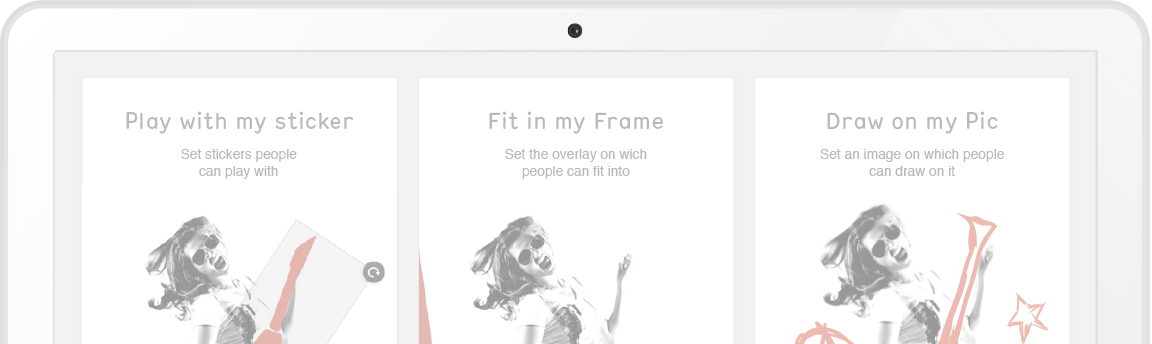 Play with my sticker
Set stickers people
can play with
Fit in my Frame
Set the overlay on wich
people can fit into
Draw on my Pic
Set an image on which people
can draw on it